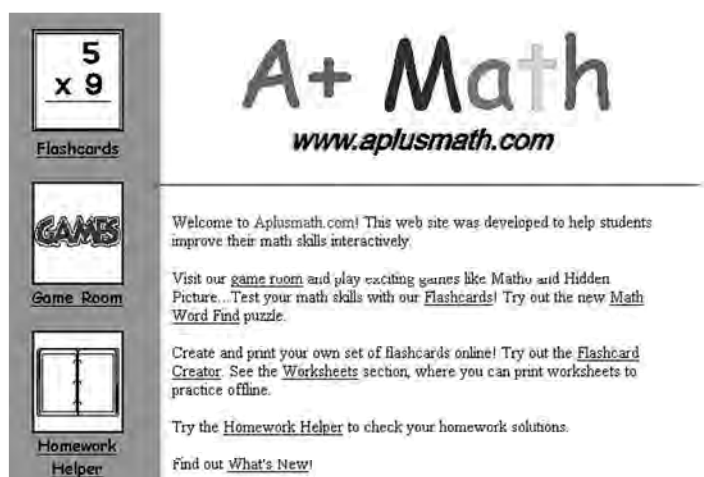 5
x 9
Flashcards
GAMES
Game Room
Homework
Helper
A+ Math
www.aplusmath.com
Welcome to Aplusmath.com! This web site was developed to help students
improve their math skills interactively.
Visit our game room and play exciting games like Matho and Hidden
Picture...Test your math skills with our Flashcards! Try out the new Math
Word Find puzzle.
Create and print your own set of flashcards online! Try out the Flashcard
Creator. See the Worksheets section, where you can print worksheets to
practice offline.
Try the Homework Helper to check your homework solutions.
Find out What's New!